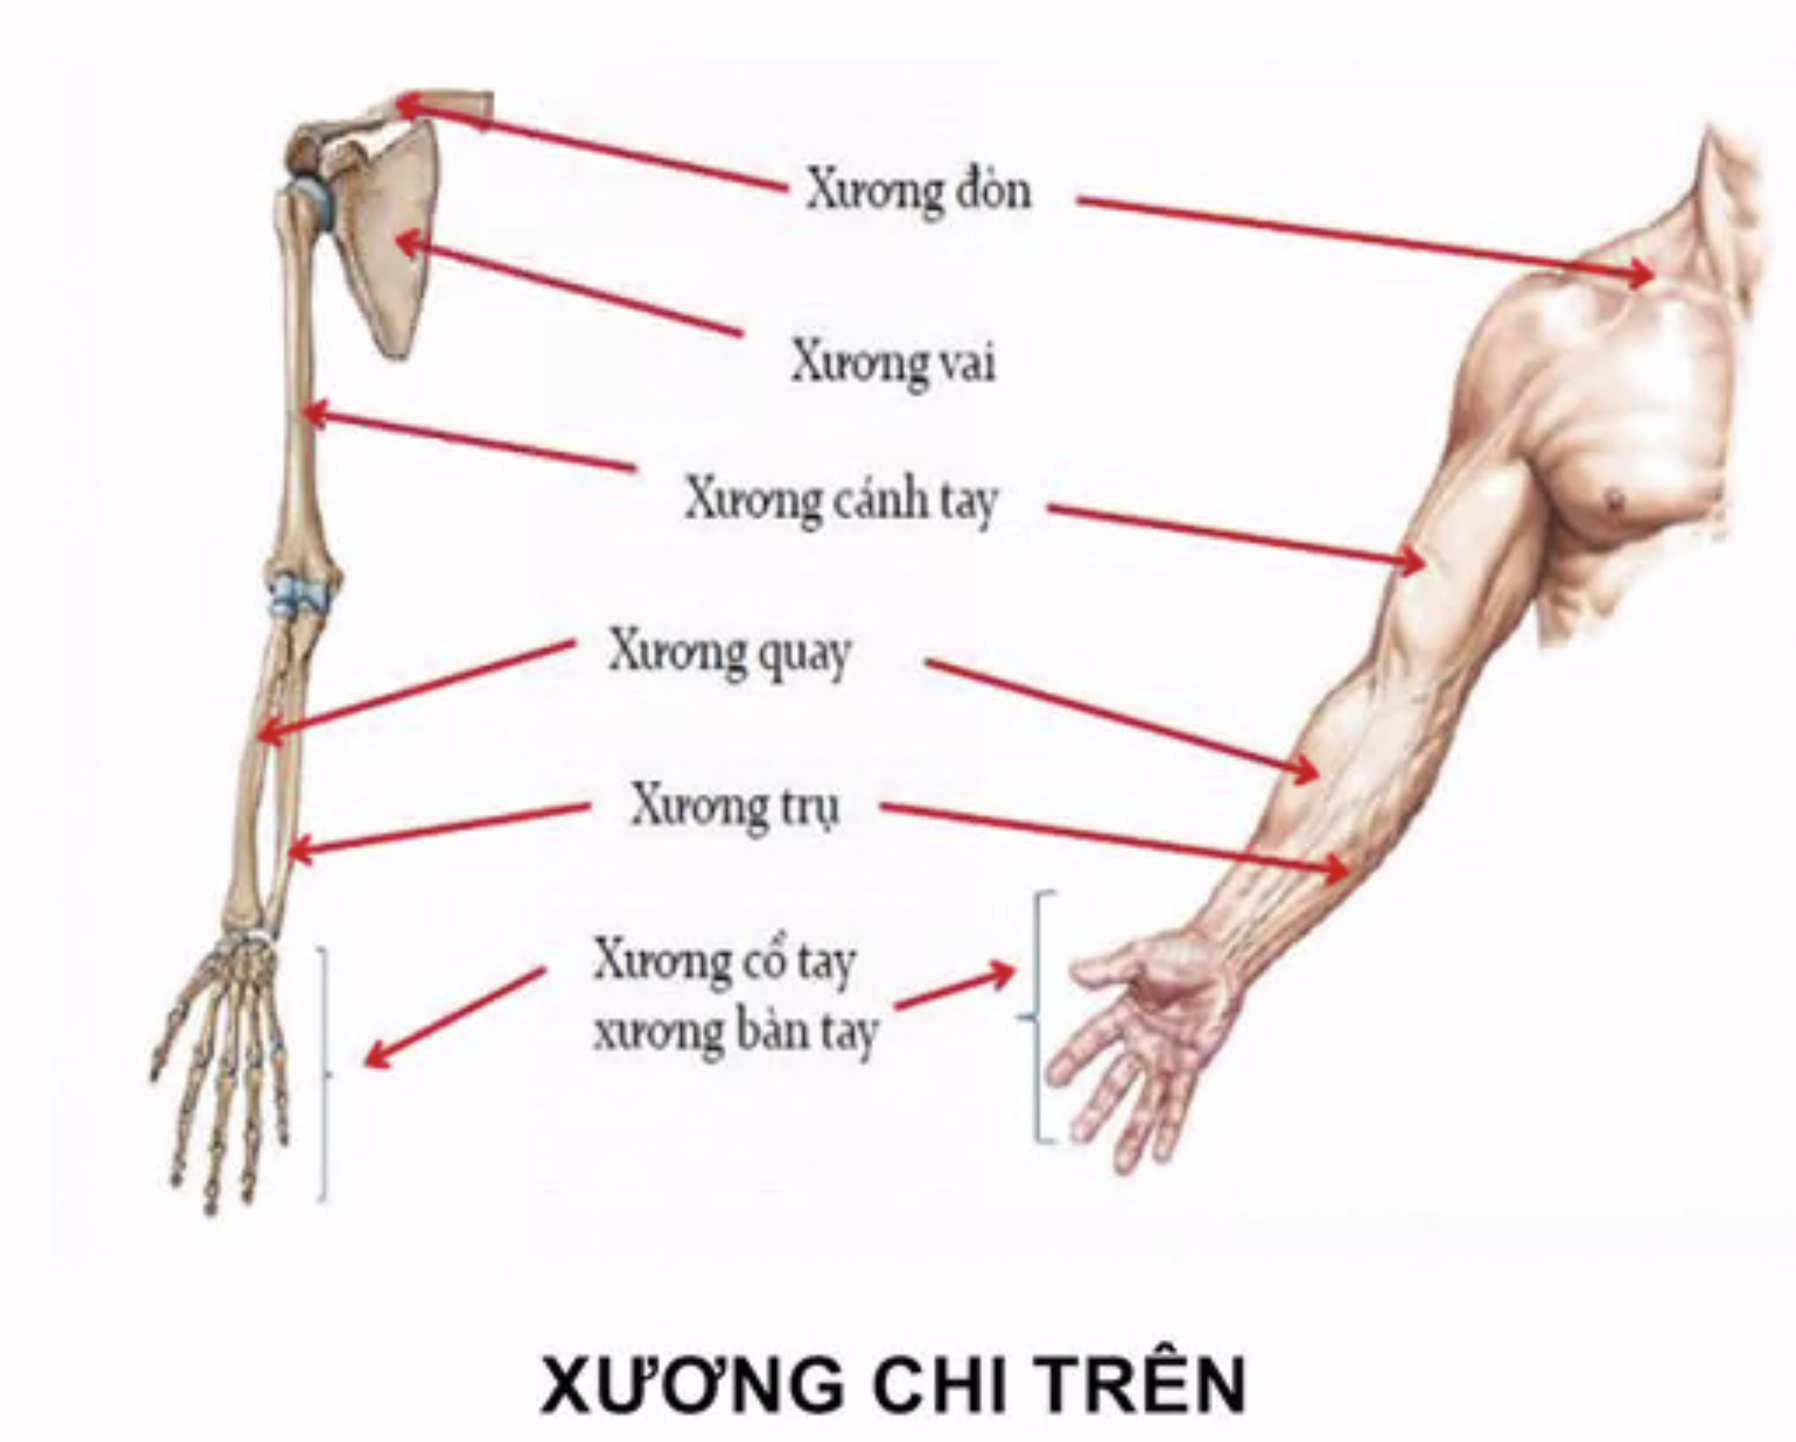 Xương đòn
Xương vai
Xương cánh tay
Xương quay
Xương trụ
Xương cổ tay
xương bàn tay
XƯƠNG CHI TRÊN